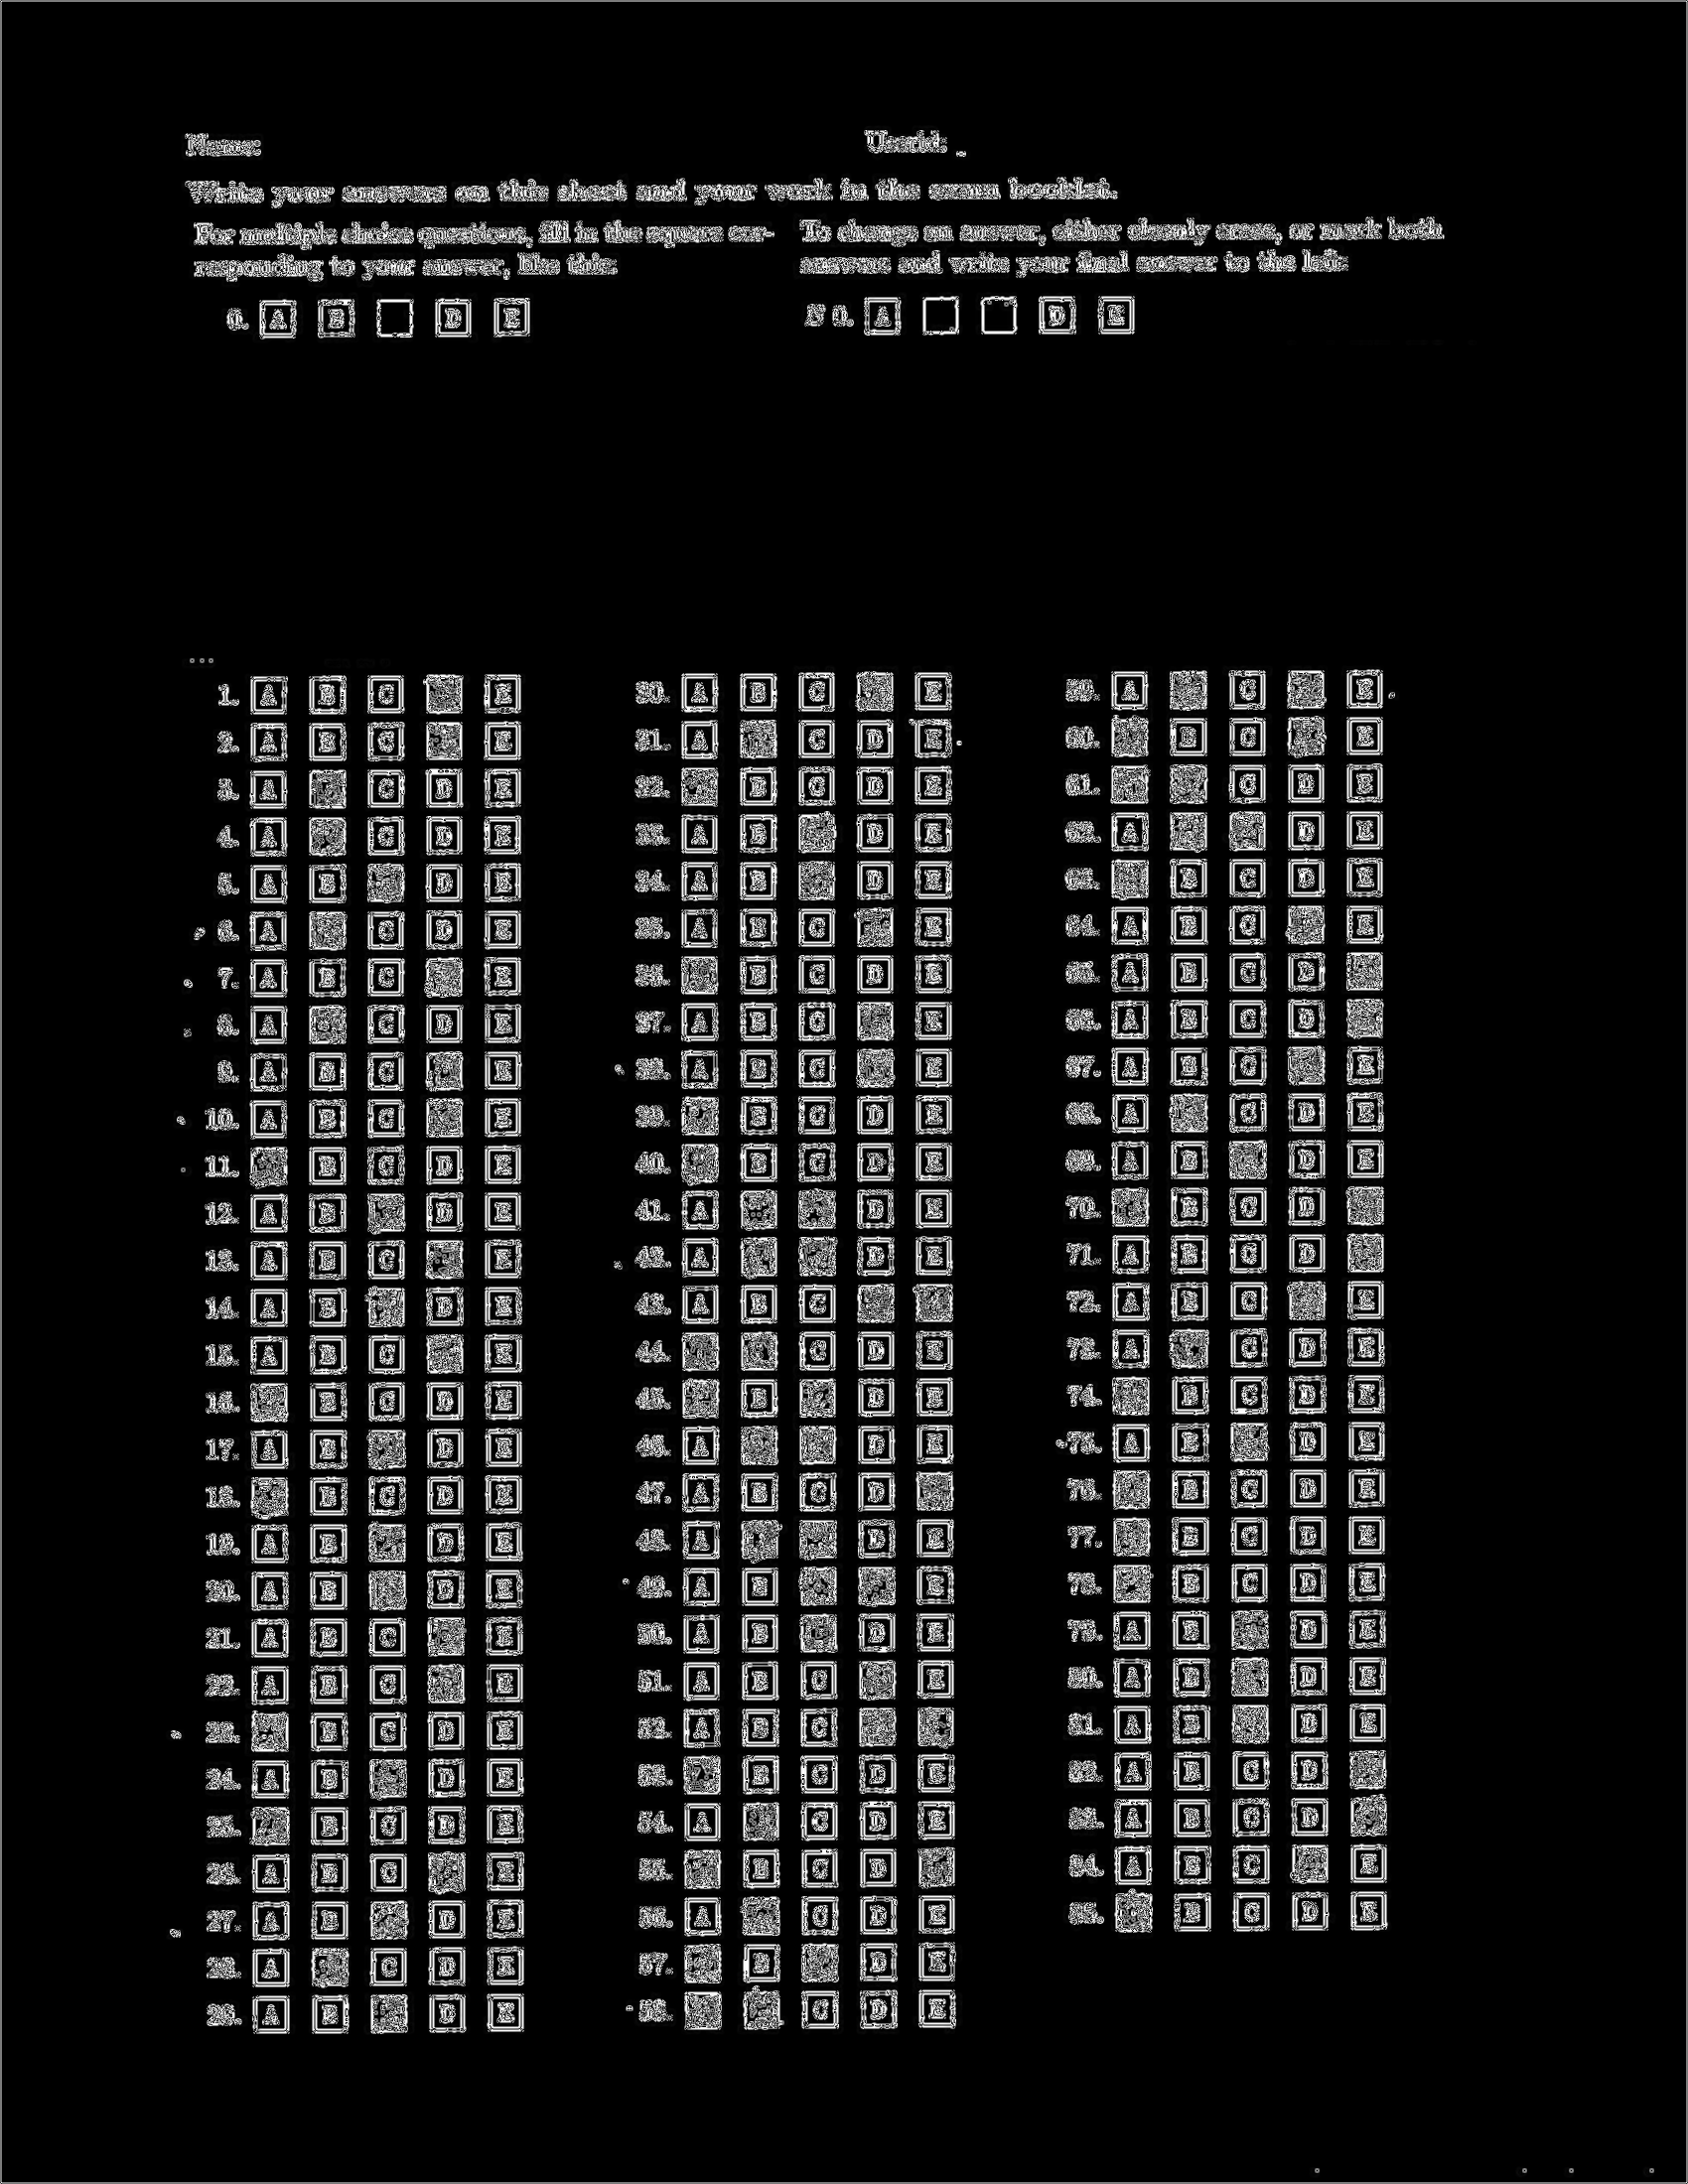 Name:
Userid:
Write your answers on this sheet and your work in the exam booklet.
For multiple choice questions, fill in the square cor-
responding to your answer, like this:
0. A B D E
To change an answer, either cleanly erase, or mark both
answers and write your final answer to the left:
0. A D E
1. A B C E
2. A B C E
3. A C D E
4. A C D E
5. A B D E
6. A C D E
7. A B C E
8. A C D E
9. A B C E
10. A B C E
11. B C D E
12. A B D E
13. A B C E
14. A B D E
15. A B C E
16. B C D E
17. A B D E
18. B C D E
19. A B D E
20. A B D E
21. A B C E
22. A B C E
23. B C D E
24. A B D E
25. B C D E
26. A B C E
27. A B D E
28. A C D E
29. A B D E
30. A B C E
31. A C D E
32. B C D E
33. A B D E
34. A B D E
35. A B C E
36. B C D E
37. A B C E
38. A B C E
39. B C D E
40. B C D E
41. A D E
42. A D E
43. A B C
44. C D E
45. B D E
46. A D E
47. A B C D
48. A D E
49. A B E
50. A B D E
51. A B C E
52. A B C
53. B C D E
54. A C D E
55. B C D
56. A C D E
57. B D E
58. C D E
59. A C E
60. B C E
61. C D E
62. A D E
63. B C D E
64. A B C E
65. A B C D
66. A B C D
67. A B C E
68. A C D E
69. A B D E
70. B C D
71. A B C D
72. A B C E
73. A C D E
74. B C D E
75. A B D E
76. B C D E
77. B C D E
78. B C D E
79. A B D E
80. A B D E
81. A B D E
82. A B C D
83. A B C D
84. A B C E
85. B C D E